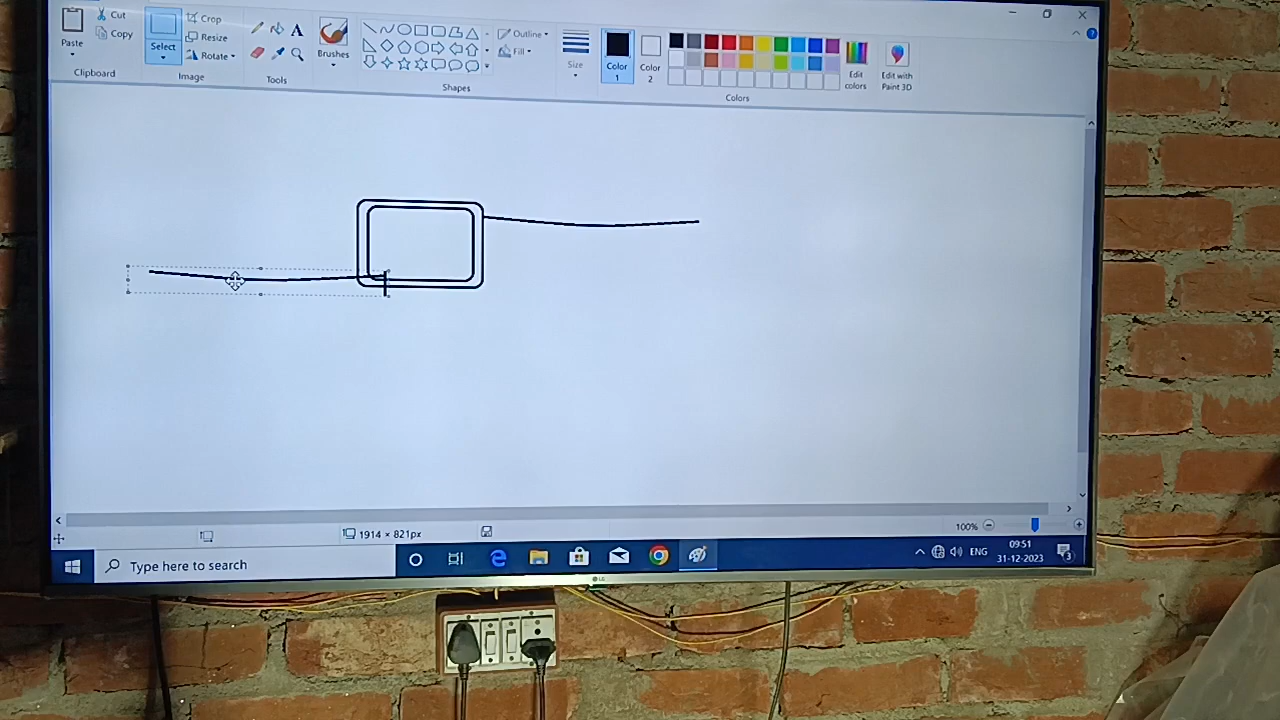 Paste
Cut
Copy
Clipboard
Select
Crop
Resize
Rotate
Image
A
Tools
Brushes
Shapes
Outline
Fill
Size
Color 1
Color 2
Edit colors
Edit with Paint 3D
Colors
1914 × 821px
100%
Type here to search
ENG
09:51
31-12-2023
3
LG